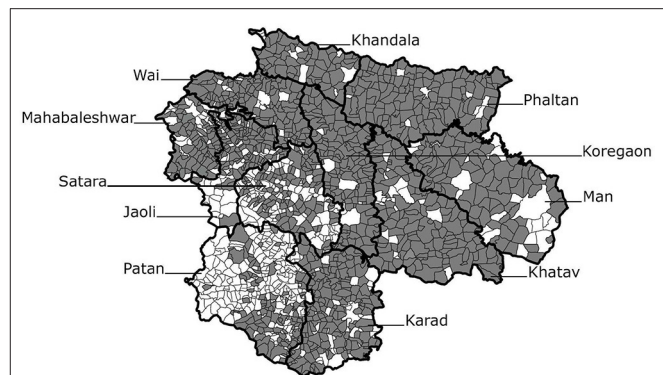 Khandala
Wai
Phaltan
Mahabaleshwar
Koregaon
Satara
Man
Jaoli
Patan
Khatav
Karad